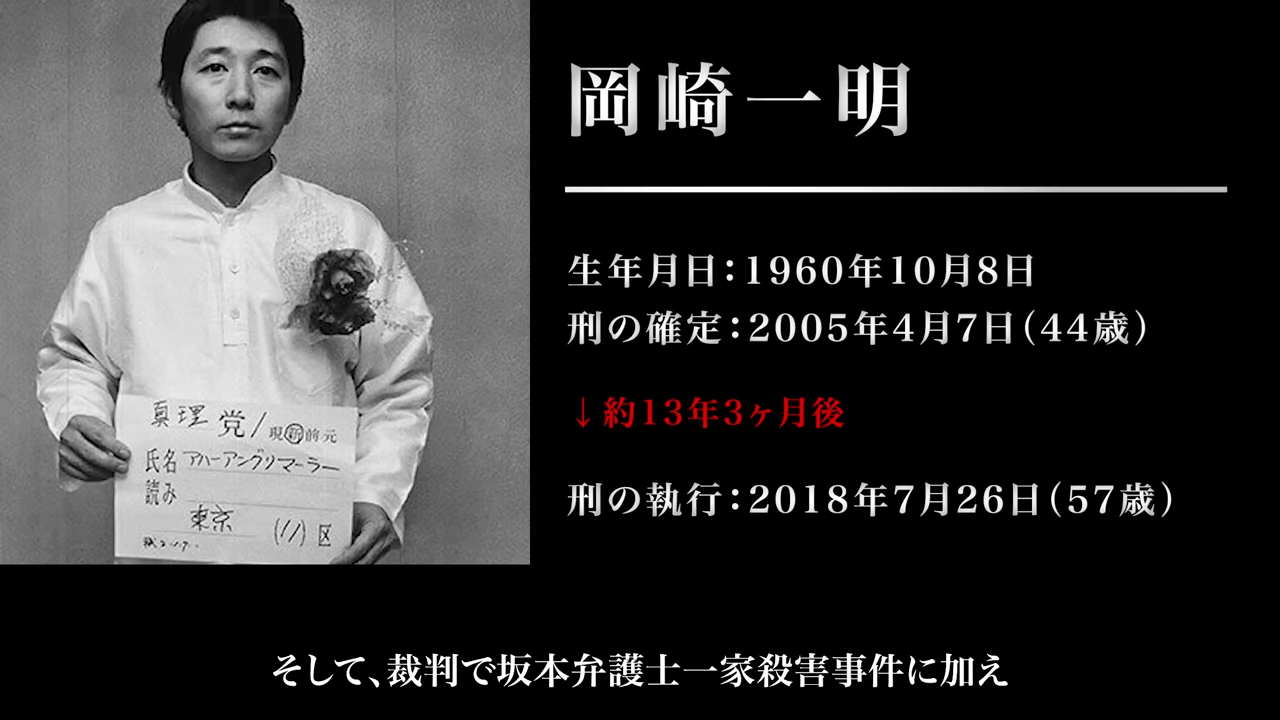 岡崎一明
生年月日：1960年10月8日
刑の確定：2005年4月7日（44歳）
↓約13年3ヶ月後
刑の執行：2018年7月26日（57歳）
真理党/現新前元
氏名 アハーアングリマーラー
読み
東京 (11)区
そして、裁判で坂本弁護士一家殺害事件に加え